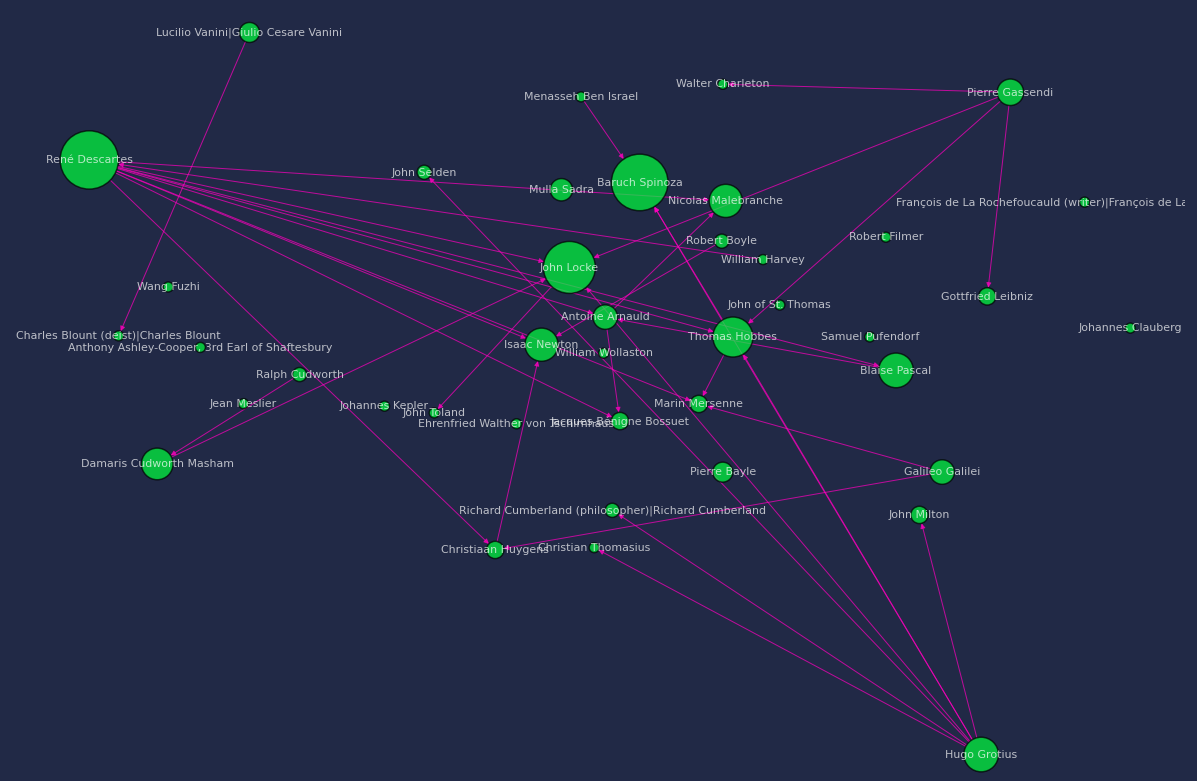 Lucilio Vanini|Giulio Cesare Vanini
Walter Charleton
Pierre Gassendi
Menasseh Ben Israel
René Descartes
John Selden
Mulla Sadra
Baruch Spinoza
Nicolas Malebranche
François de La Rochefoucauld (writer)|François de La
Robert Boyle
Robert Filmer
William Harvey
John Locke
Wang Fuzhi
Gottfried Leibniz
John of St. Thomas
Antoine Arnauld
Johannes Clauberg
Charles Blount (deist)|Charles Blount
Thomas Hobbes
Samuel Pufendorf
Anthony Ashley-Cooper, 3rd Earl of Shaftesbury
Isaac Newton
William Wollaston
Blaise Pascal
Ralph Cudworth
Jean Meslier
Johannes Kepler
Marin Mersenne
John Toland
Ehrenfried Walther von Tschirnhaus
Jacques-Bénigne Bossuet
Damaris Cudworth Masham
Pierre Bayle
Galileo Galilei
Richard Cumberland (philosopher)|Richard Cumberland
John Milton
Christiaan Huygens
Christian Thomasius
Hugo Grotius